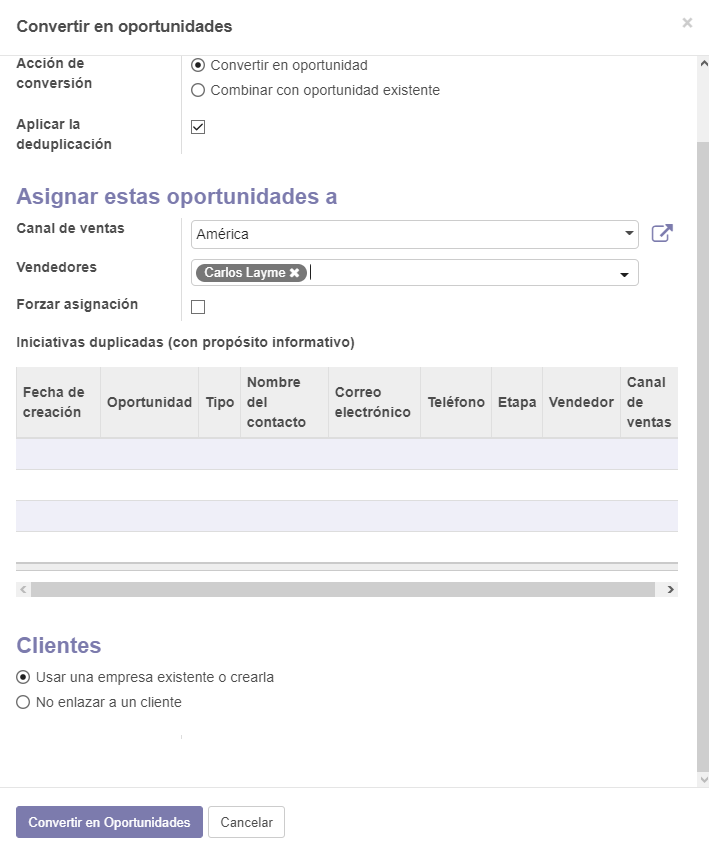 Convertir en oportunidades
×
Acción de
conversión
Convertir en oportunidad
Combinar con oportunidad existente
Aplicar la
deduplicación
Asignar estas oportunidades a
Canal de ventas
América
Vendedores
Carlos Layme ✖
Forzar asignación
Iniciativas duplicadas (con propósito informativo)
Fecha de
creación
Oportunidad
Tipo
Nombre
del
contacto
Correo
electrónico
Teléfono
Etapa
Vendedor
Canal
de
ventas
Clientes
Usar una empresa existente o crearla
No enlazar a un cliente
Convertir en Oportunidades
Cancelar